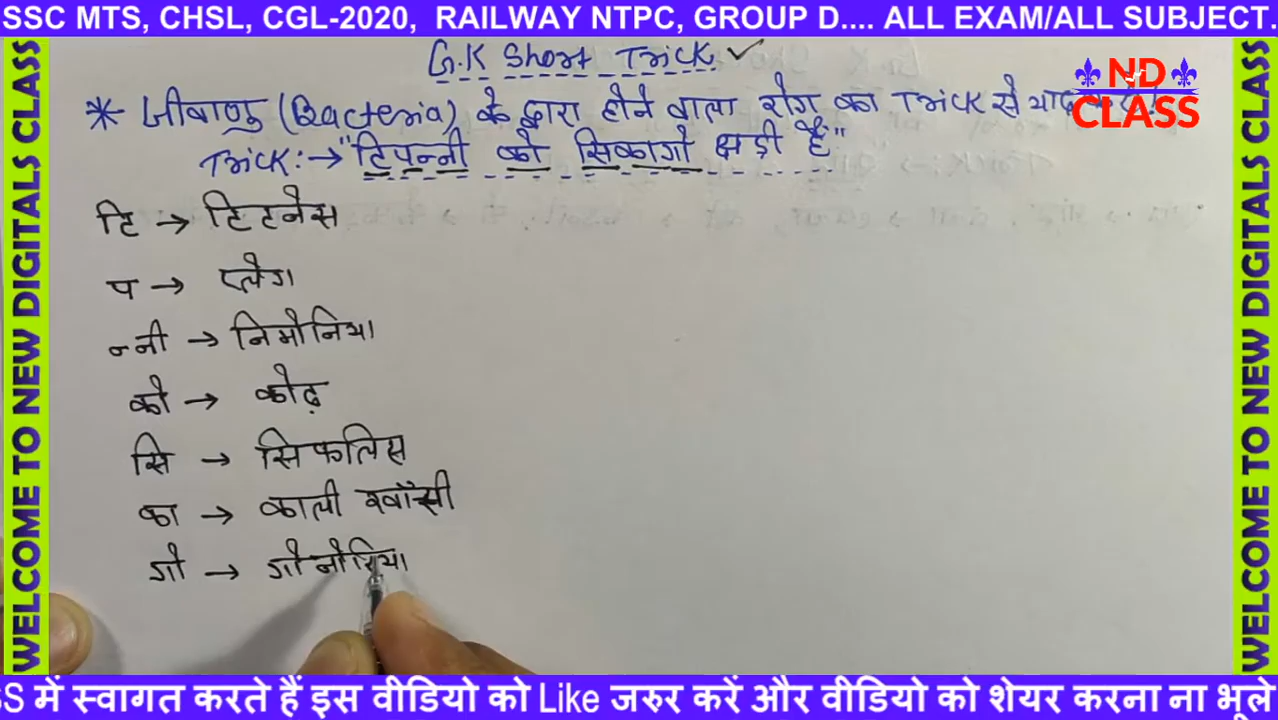 SSC MTS, CHSL, CGL-2020, RAILWAY NTPC, GROUP D.... ALL EXAM/ALL SUBJECT.
G.K Short Trick
ND
CLASS
* जीवाणु (Bacteria) के द्वारा होने वाला रोग का Trick से याद
Trick:→ "टिपन्नी को सिकागो क्षड़ी है"
टि → टिटनेस
प → प्लेग
न्नी → निमोनिया
को → कोढ़
सि → सिफलिस
का → काली खाँसी
गो → गोनोरिया
WELCOME TO NEW DIGITALS CLASS
WELCOME TO NEW DIGITALS CLASS
S में स्वागत करते हैं इस वीडियो को Like जरुर करें और वीडियो को शेयर करना ना भूले